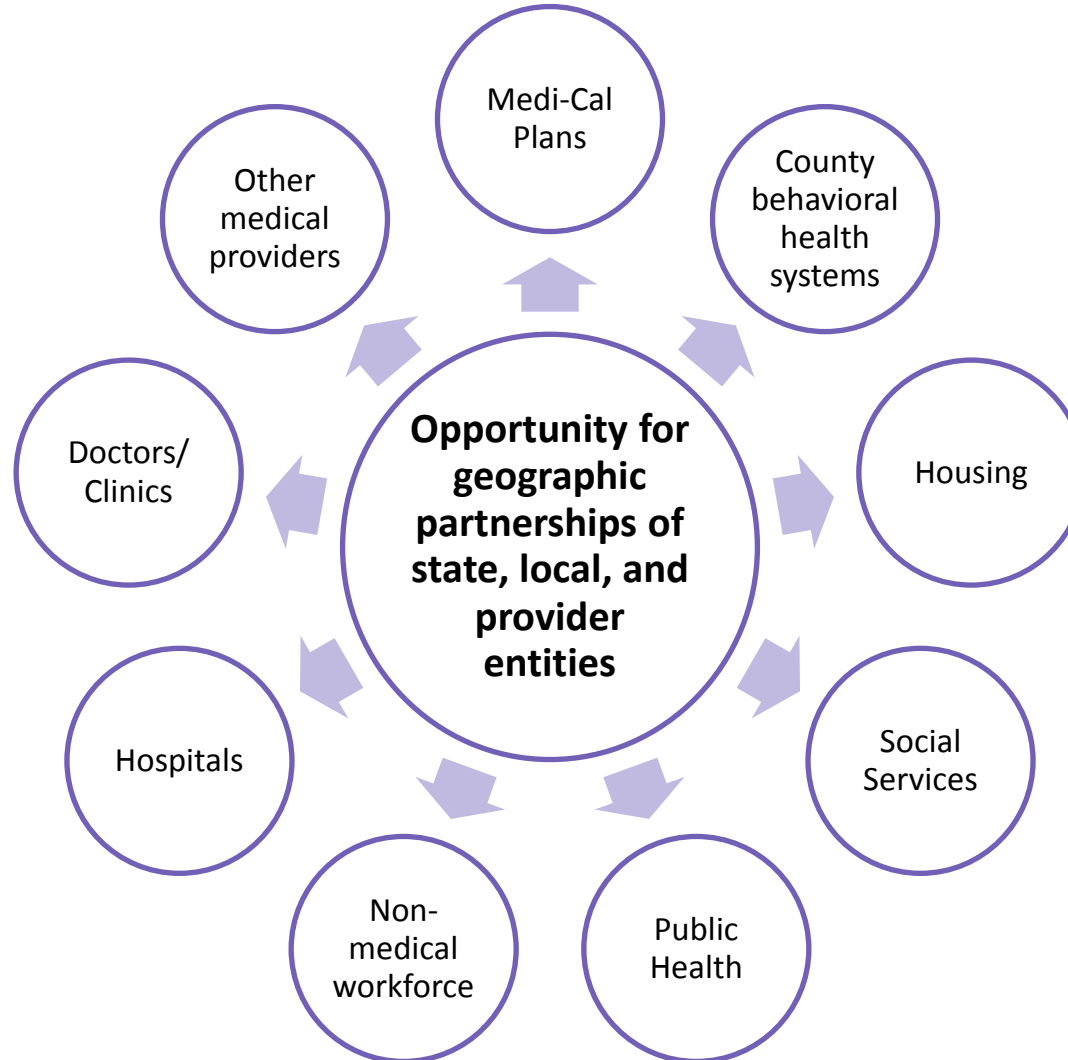 Medi-Cal
Plans
County
behavioral
health
systems
Housing
Social
Services
Public
Health
Non-
medical
workforce
Hospitals
Doctors/
Clinics
Other
medical
providers
Opportunity for
geographic
partnerships of
state, local, and
provider
entities